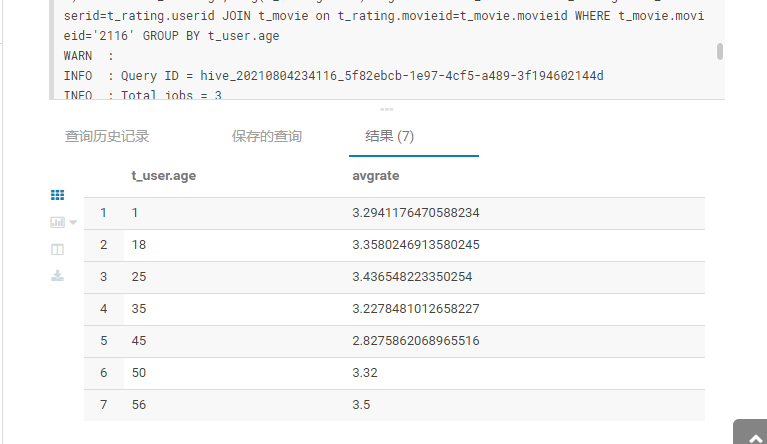 serid=t_rating.userid JOIN t_movie on t_rating.movieid=t_movie.movieid WHERE t_movie.movi
eid='2116' GROUP BY t_user.age
WARN  :
INFO  : Query ID = hive_20210804234116_5f82ebcb-1e97-4cf5-a489-3f194602144d
INFO  : Total jobs = 3
查询历史记录 保存的查询 结果 (7)
t_user.age avgrate
1 1 3.2941176470588234
2 18 3.3580246913580245
3 25 3.436548223350254
4 35 3.2278481012658227
5 45 2.8275862068965516
6 50 3.32
7 56 3.5